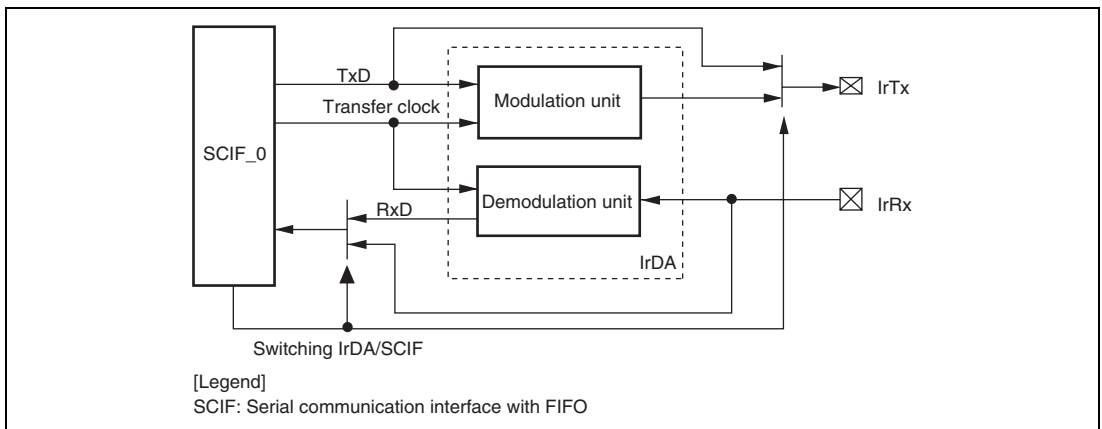 TxD
Modulation unit
IrTx
Transfer clock
SCIF_0
Demodulation unit
IrRx
RxD
IrDA
Switching IrDA/SCIF
[Legend]
SCIF: Serial communication interface with FIFO